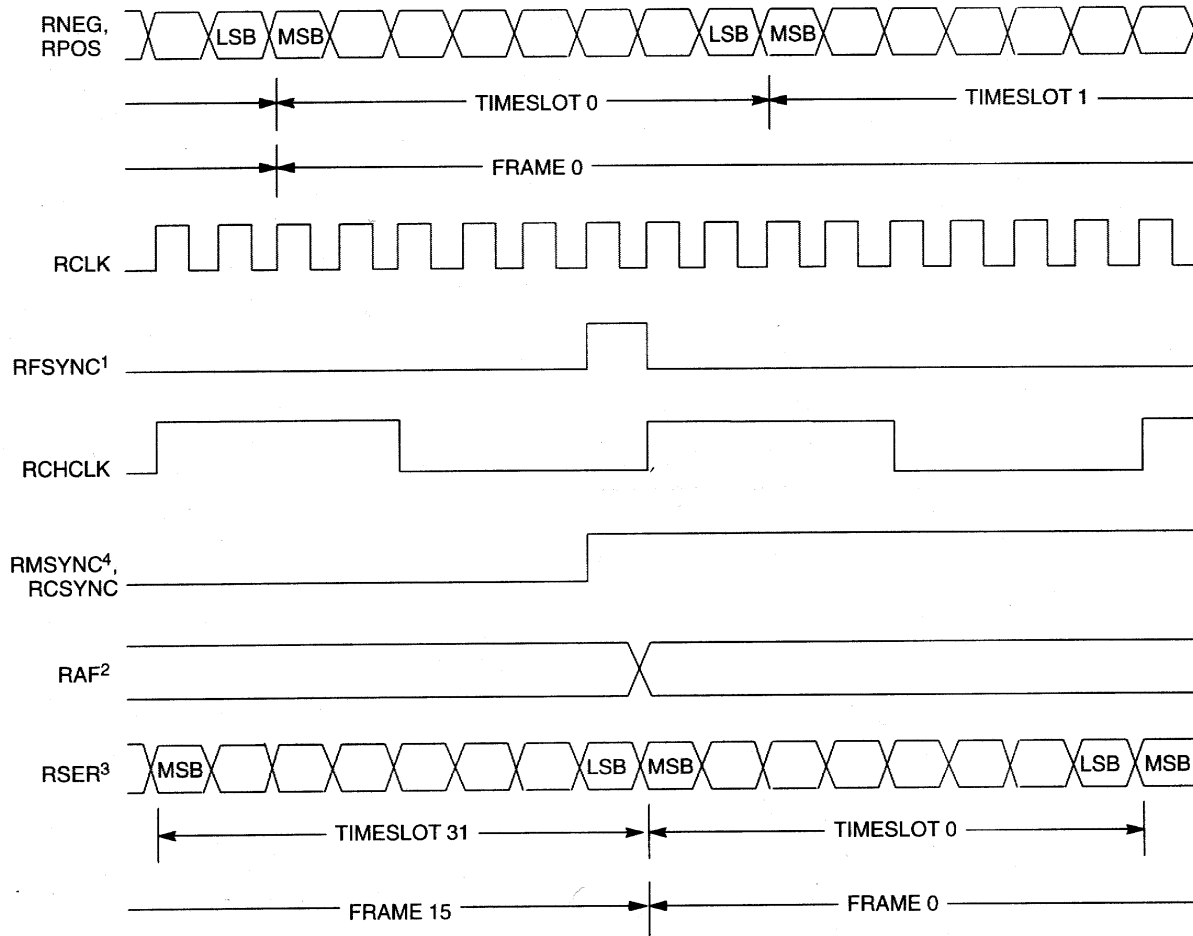 RNEG,
RPOS
LSB MSB LSB MSB
TIMESLOT 0 TIMESLOT 1
FRAME 0
RCLK
RFSYNC¹
RCHCLK
RMSYNC⁴,
RCSYNC
RAF²
RSER³
MSB LSB MSB LSB MSB
TIMESLOT 31 TIMESLOT 0
FRAME 15 FRAME 0